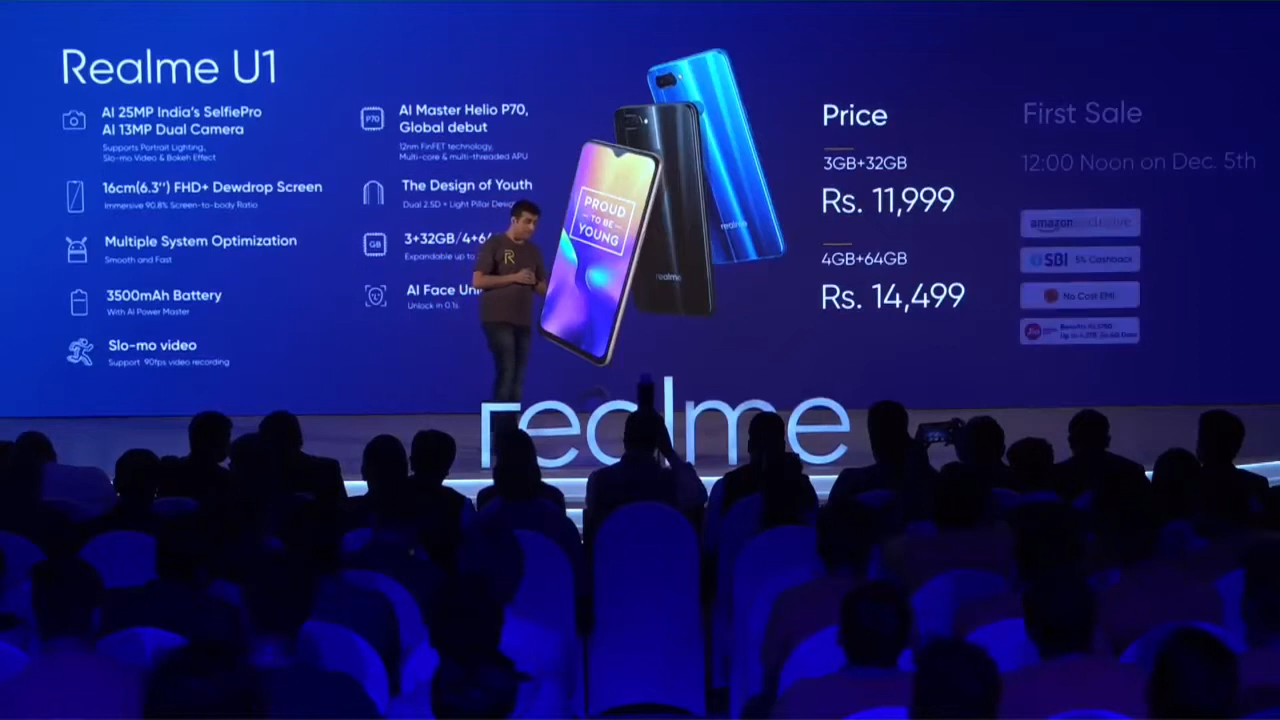 Realme U1
AI 25MP India's SelfiePro
AI 13MP Dual Camera
Supports Portrait Lighting,
Slo-mo Video & Bokeh Effect
16cm(6.3'') FHD+ Dewdrop Screen
Immersive 90.8% Screen-to-body Ratio
Multiple System Optimization
Smooth and Fast
3500mAh Battery
With AI Power Master
Slo-mo video
Support 90fps video recording
P70
AI Master Helio P70,
Global debut
12nm FinFET technology,
Multi-core & multi-threaded APU
The Design of Youth
Dual 2.5D + Light Pillar
GB
3+32GB/4+6
Expandable up to
AI Face
Unlock in 0.1s
R
PROUD
TO BE
YOUNG
realme
realme
Price
3GB+32GB
Rs. 11,999
4GB+64GB
Rs. 14,499
First Sale
12:00 Noon on Dec. 5th
amazon exclusive
SBI 5% Cashback
No Cost EMI
Jio
realme